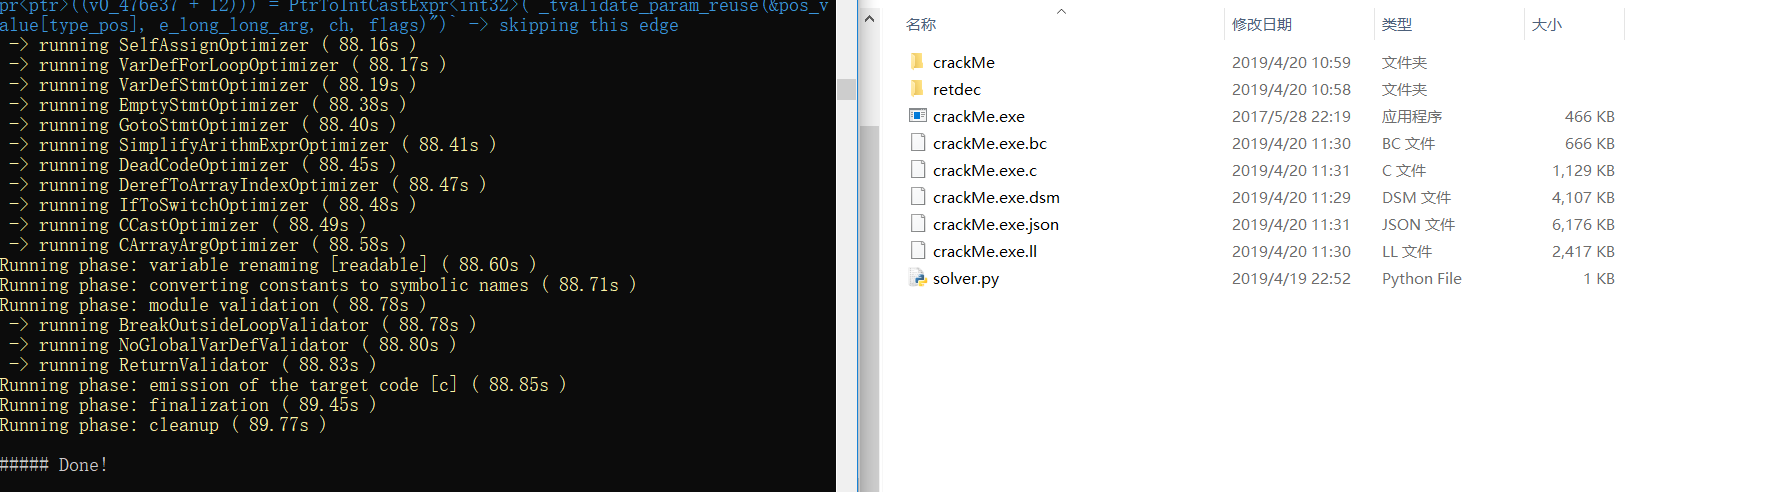 pr<ptr>((v0_476e37 + 12))) = PtrToIntCastExpr<int32>( _tvalidate_param_reuse(&pos_v
alue[type_pos], e_long_long_arg, ch, flags)")` -> skipping this edge
-> running SelfAssignOptimizer ( 88.16s )
-> running VarDefForLoopOptimizer ( 88.17s )
-> running VarDefStmtOptimizer ( 88.19s )
-> running EmptyStmtOptimizer ( 88.38s )
-> running GotoStmtOptimizer ( 88.40s )
-> running SimplifyArithmExprOptimizer ( 88.41s )
-> running DeadCodeOptimizer ( 88.45s )
-> running DerefToArrayIndexOptimizer ( 88.47s )
-> running IfToSwitchOptimizer ( 88.48s )
-> running CCastOptimizer ( 88.49s )
-> running CArrayArgOptimizer ( 88.58s )
Running phase: variable renaming [readable] ( 88.60s )
Running phase: converting constants to symbolic names ( 88.71s )
Running phase: module validation ( 88.78s )
-> running BreakOutsideLoopValidator ( 88.78s )
-> running NoGlobalVarDefValidator ( 88.80s )
-> running ReturnValidator ( 88.83s )
Running phase: emission of the target code [c] ( 88.85s )
Running phase: finalization ( 89.45s )
Running phase: cleanup ( 89.77s )
##### Done!
名称 修改日期 类型 大小
crackMe 2019/4/20 10:59 文件夹
retdec 2019/4/20 10:58 文件夹
crackMe.exe 2017/5/28 22:19 应用程序 466 KB
crackMe.exe.bc 2019/4/20 11:30 BC 文件 666 KB
crackMe.exe.c 2019/4/20 11:31 C 文件 1,129 KB
crackMe.exe.dsm 2019/4/20 11:29 DSM 文件 4,107 KB
crackMe.exe.json 2019/4/20 11:31 JSON 文件 6,176 KB
crackMe.exe.ll 2019/4/20 11:30 LL 文件 2,417 KB
solver.py 2019/4/19 22:52 Python File 1 KB